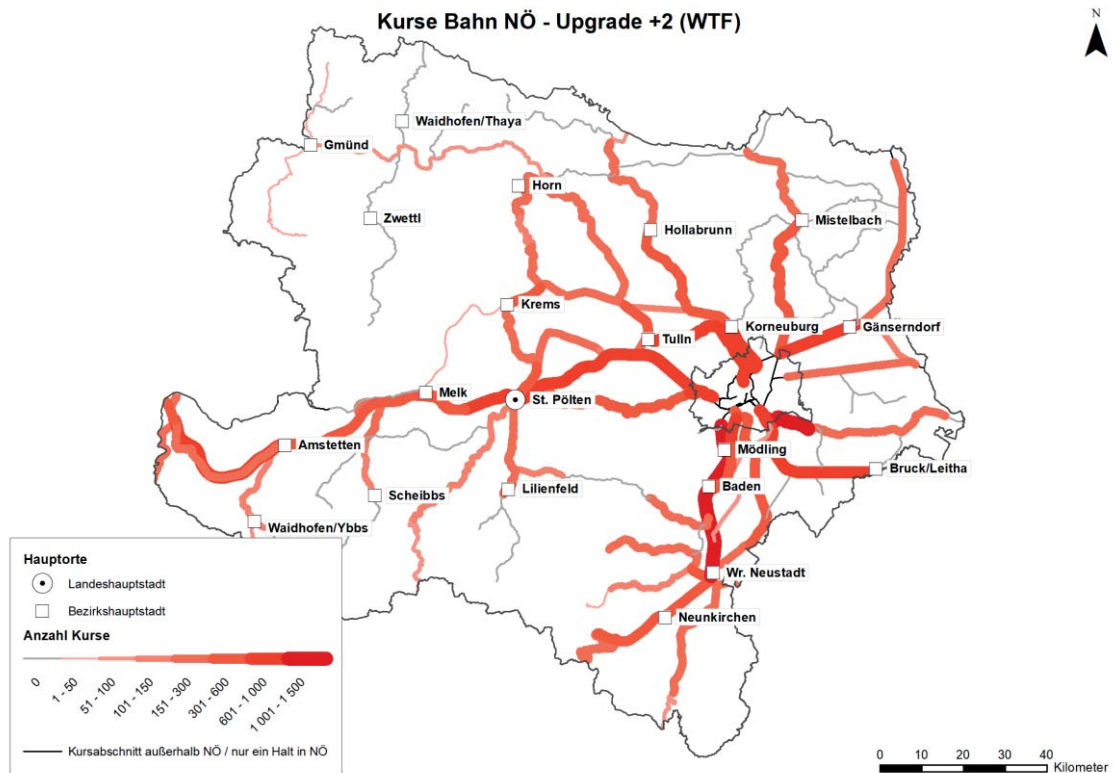 Kurse Bahn NÖ - Upgrade +2 (WTF)
N
Waidhofen/Thaya
Gmünd
Horn
Zwettl
Mistelbach
Hollabrunn
Krems
Korneuburg
Gänserndorf
Tulln
Melk
St. Pölten
Amstetten
Mödling
Bruck/Leitha
Baden
Scheibbs
Lilienfeld
Waidhofen/Ybbs
Wr. Neustadt
Neunkirchen
Hauptorte
Landeshauptstadt
Bezirkshauptstadt
Anzahl Kurse
0
1 - 50
51 - 100
101 - 150
151 - 300
301 - 600
601 - 1 000
1 001 - 1 500
Kursabschnitt außerhalb NÖ / nur ein Halt in NÖ
0 10 20 30 40
Kilometer